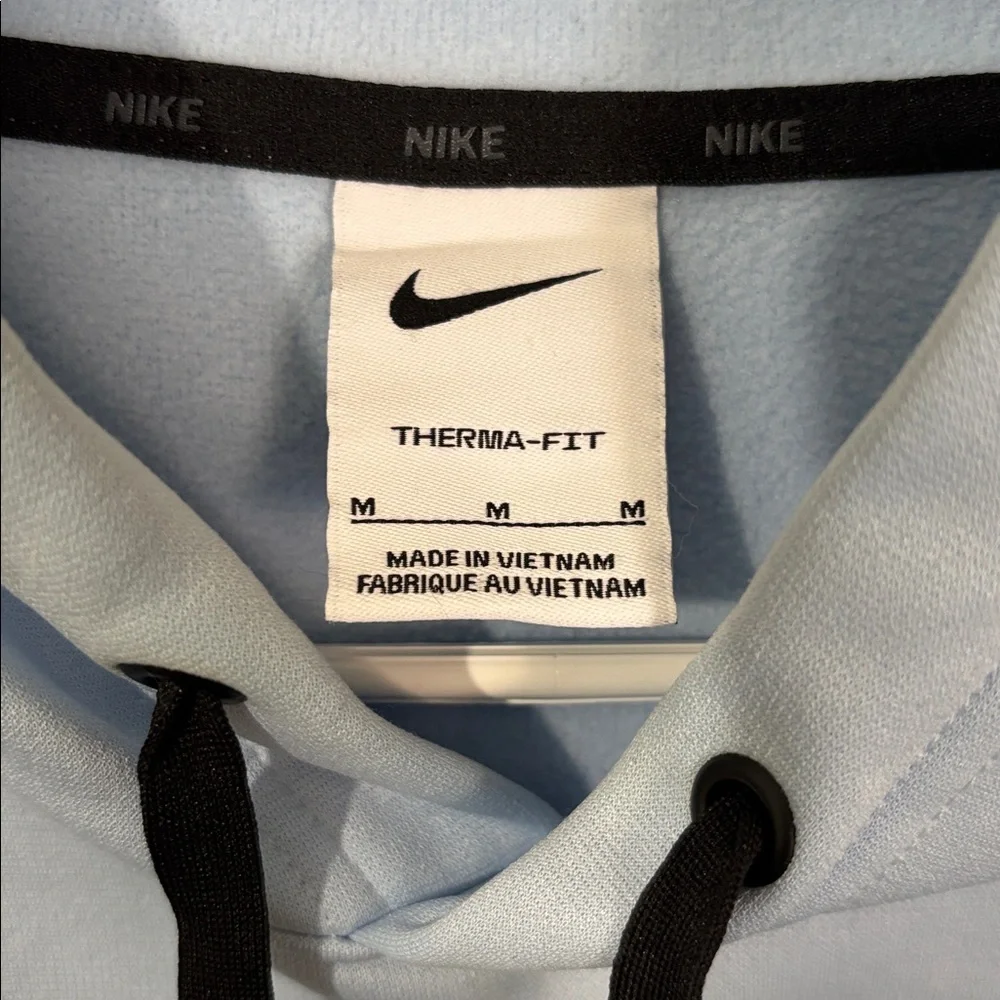 NIKE NIKE NIKE
THERMA-FIT
M M M
MADE IN VIETNAM
FABRIQUE AU VIETNAM